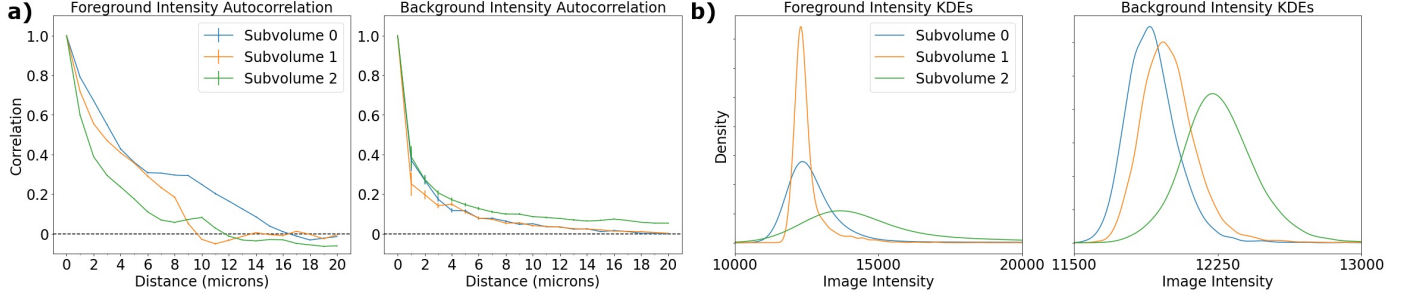 a)
Foreground Intensity Autocorrelation
Correlation
1.0
0.8
0.6
0.4
0.2
0
Subvolume 0
Subvolume 1
Subvolume 2
0 2 4 6 8 10 12 14 16 18 20
Distance (microns)
Background Intensity Autocorrelation
1.0
0.8
0.6
0.4
0.2
0
0 2 4 6 8 10 12 14 16 18 20
Distance (microns)
b)
Foreground Intensity KDEs
Density
Subvolume 0
Subvolume 1
Subvolume 2
10000 15000 20000
Image Intensity
Background Intensity KDEs
11500 12250 13000
Image Intensity